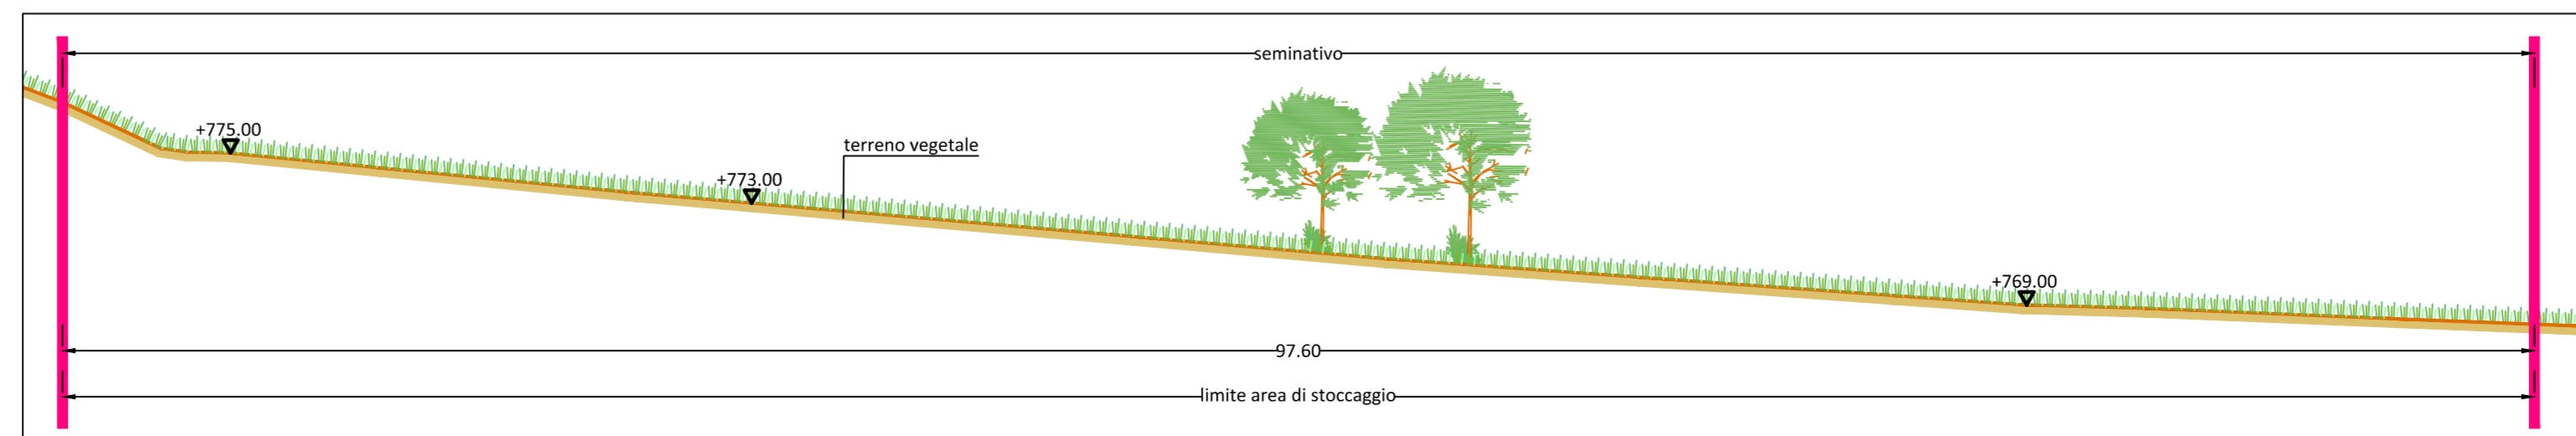 seminativo
+775.00
terreno vegetale
+773.00
+769.00
97.60
limite area di stoccaggio